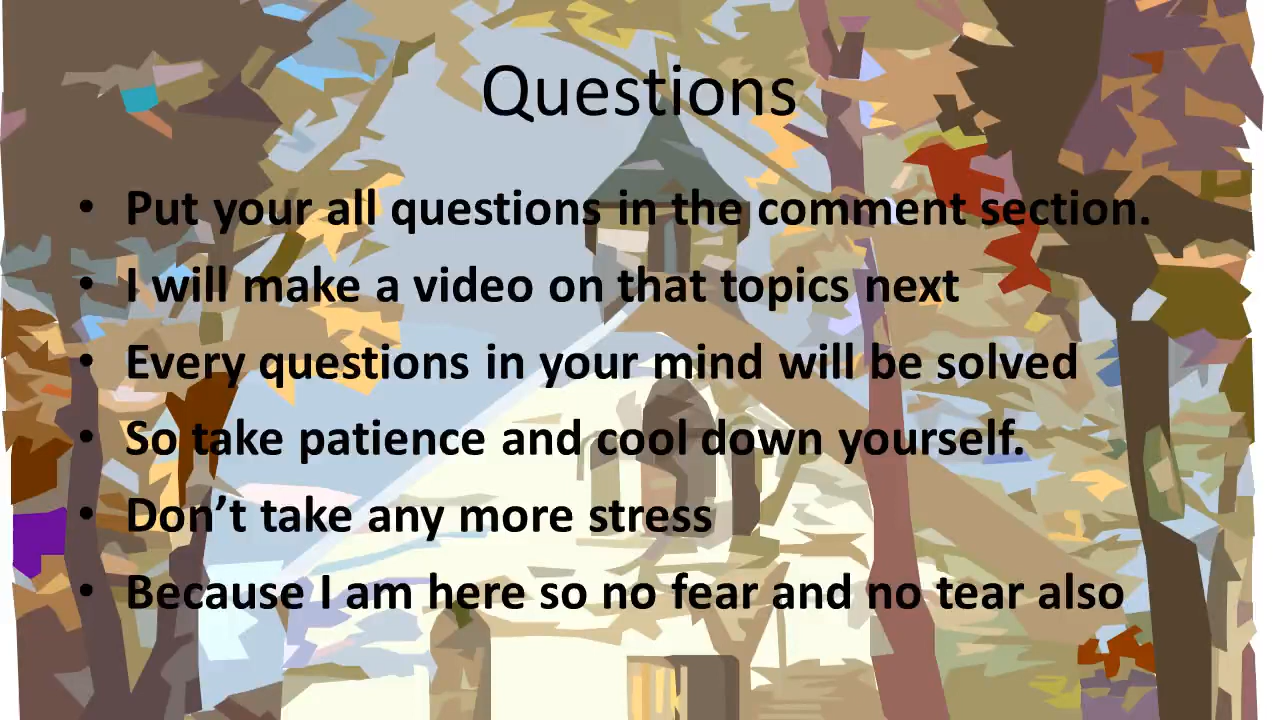 Questions
• Put your all questions in the comment section.
• I will make a video on that topics next
• Every questions in your mind will be solved
• So take patience and cool down yourself.
• Don’t take any more stress
• Because I am here so no fear and no tear also